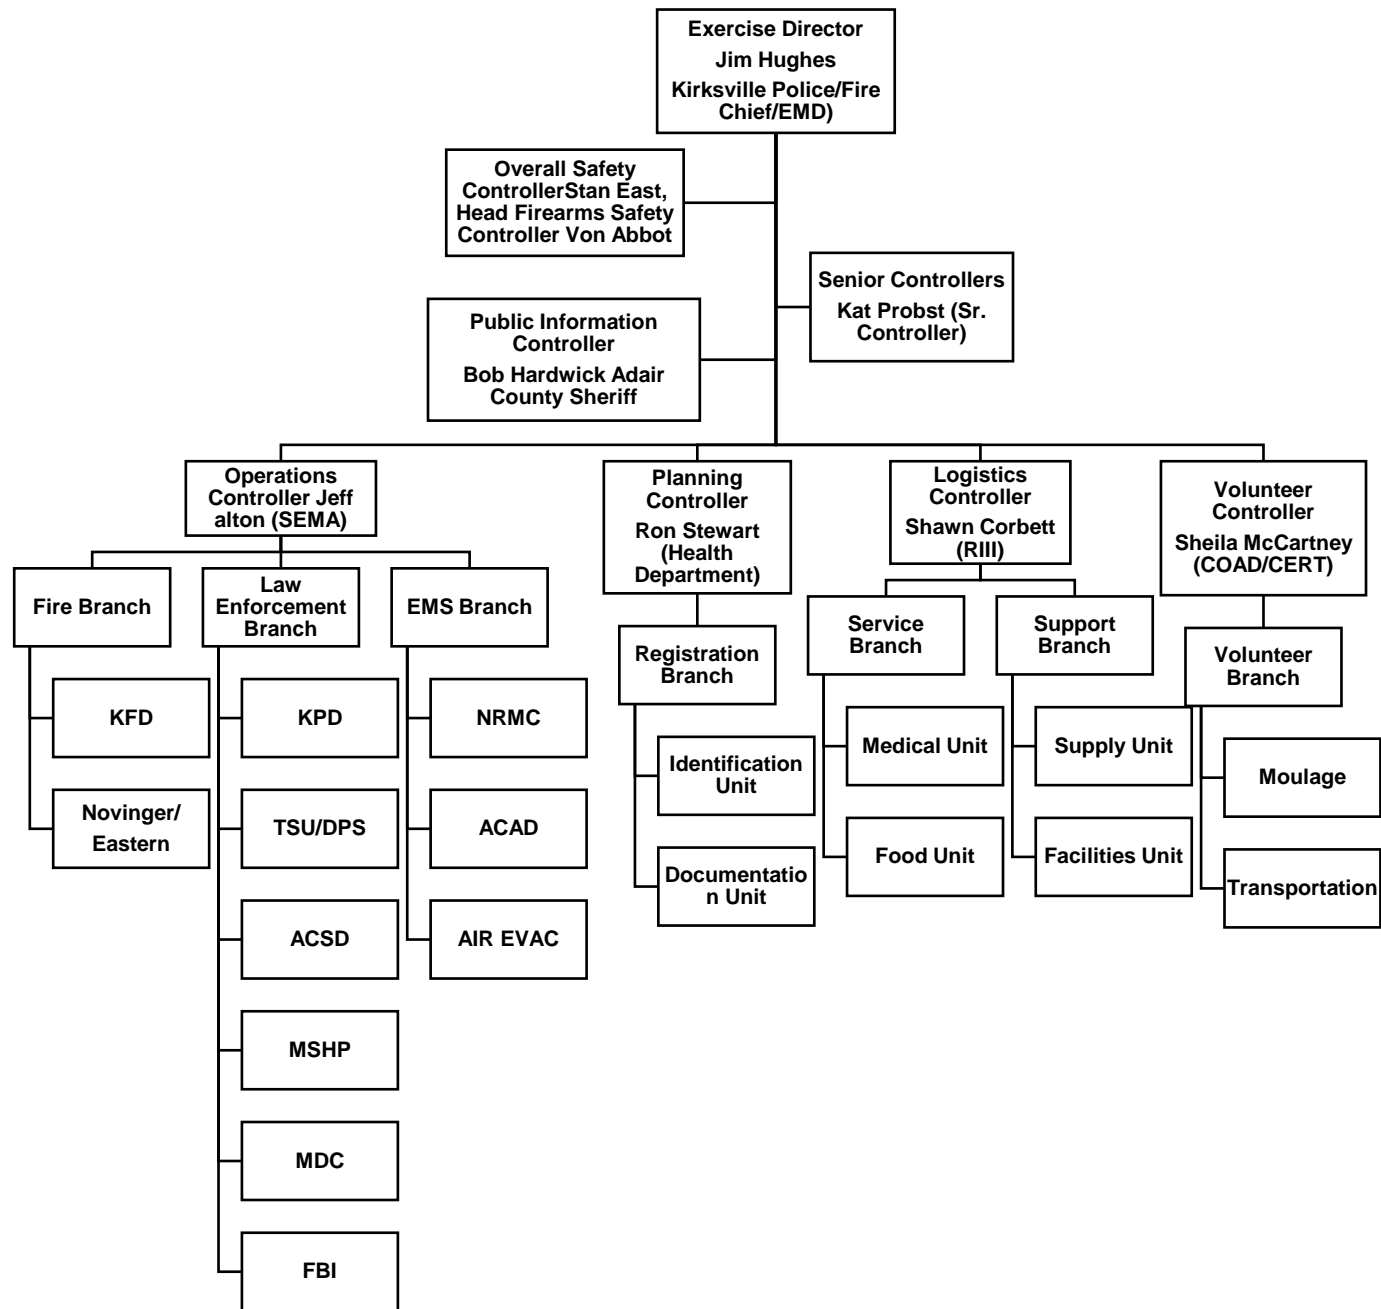 Exercise Director
Jim Hughes
Kirksville Police/Fire
Chief/EMD)
Overall Safety
ControllerStan East,
Head Firearms Safety
Controller Von Abbot
Senior Controllers
Kat Probst (Sr.
Controller)
Public Information
Controller
Bob Hardwick Adair
County Sheriff
Operations
Controller Jeff
alton (SEMA)
Planning
Controller
Ron Stewart
(Health
Department)
Logistics
Controller
Shawn Corbett
(RIII)
Volunteer
Controller
Sheila McCartney
(COAD/CERT)
Fire Branch
Law
Enforcement
Branch
EMS Branch
Registration
Branch
Service
Branch
Support
Branch
Volunteer
Branch
KFD
Novinger/
Eastern
KPD
TSU/DPS
ACSD
MSHP
MDC
FBI
NRMC
ACAD
AIR EVAC
Identification
Unit
Documentatio
n Unit
Medical Unit
Food Unit
Supply Unit
Facilities Unit
Moulage
Transportation